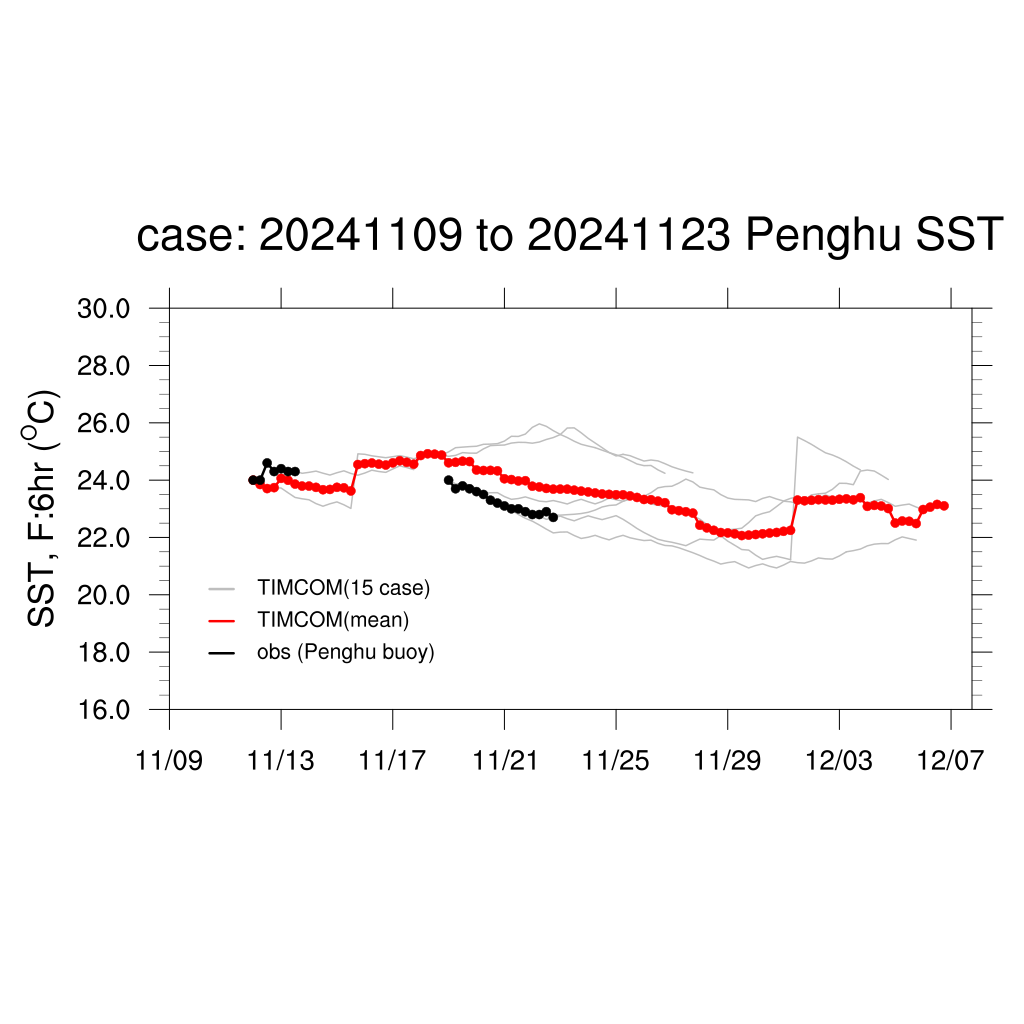 case: 20241109 to 20241123 Penghu SST
SST, F:6hr (°C)
30.0
28.0
26.0
24.0
22.0
20.0
18.0
16.0
TIMCOM(15 case)
TIMCOM(mean)
obs (Penghu buoy)
11/09 11/13 11/17 11/21 11/25 11/29 12/03 12/07